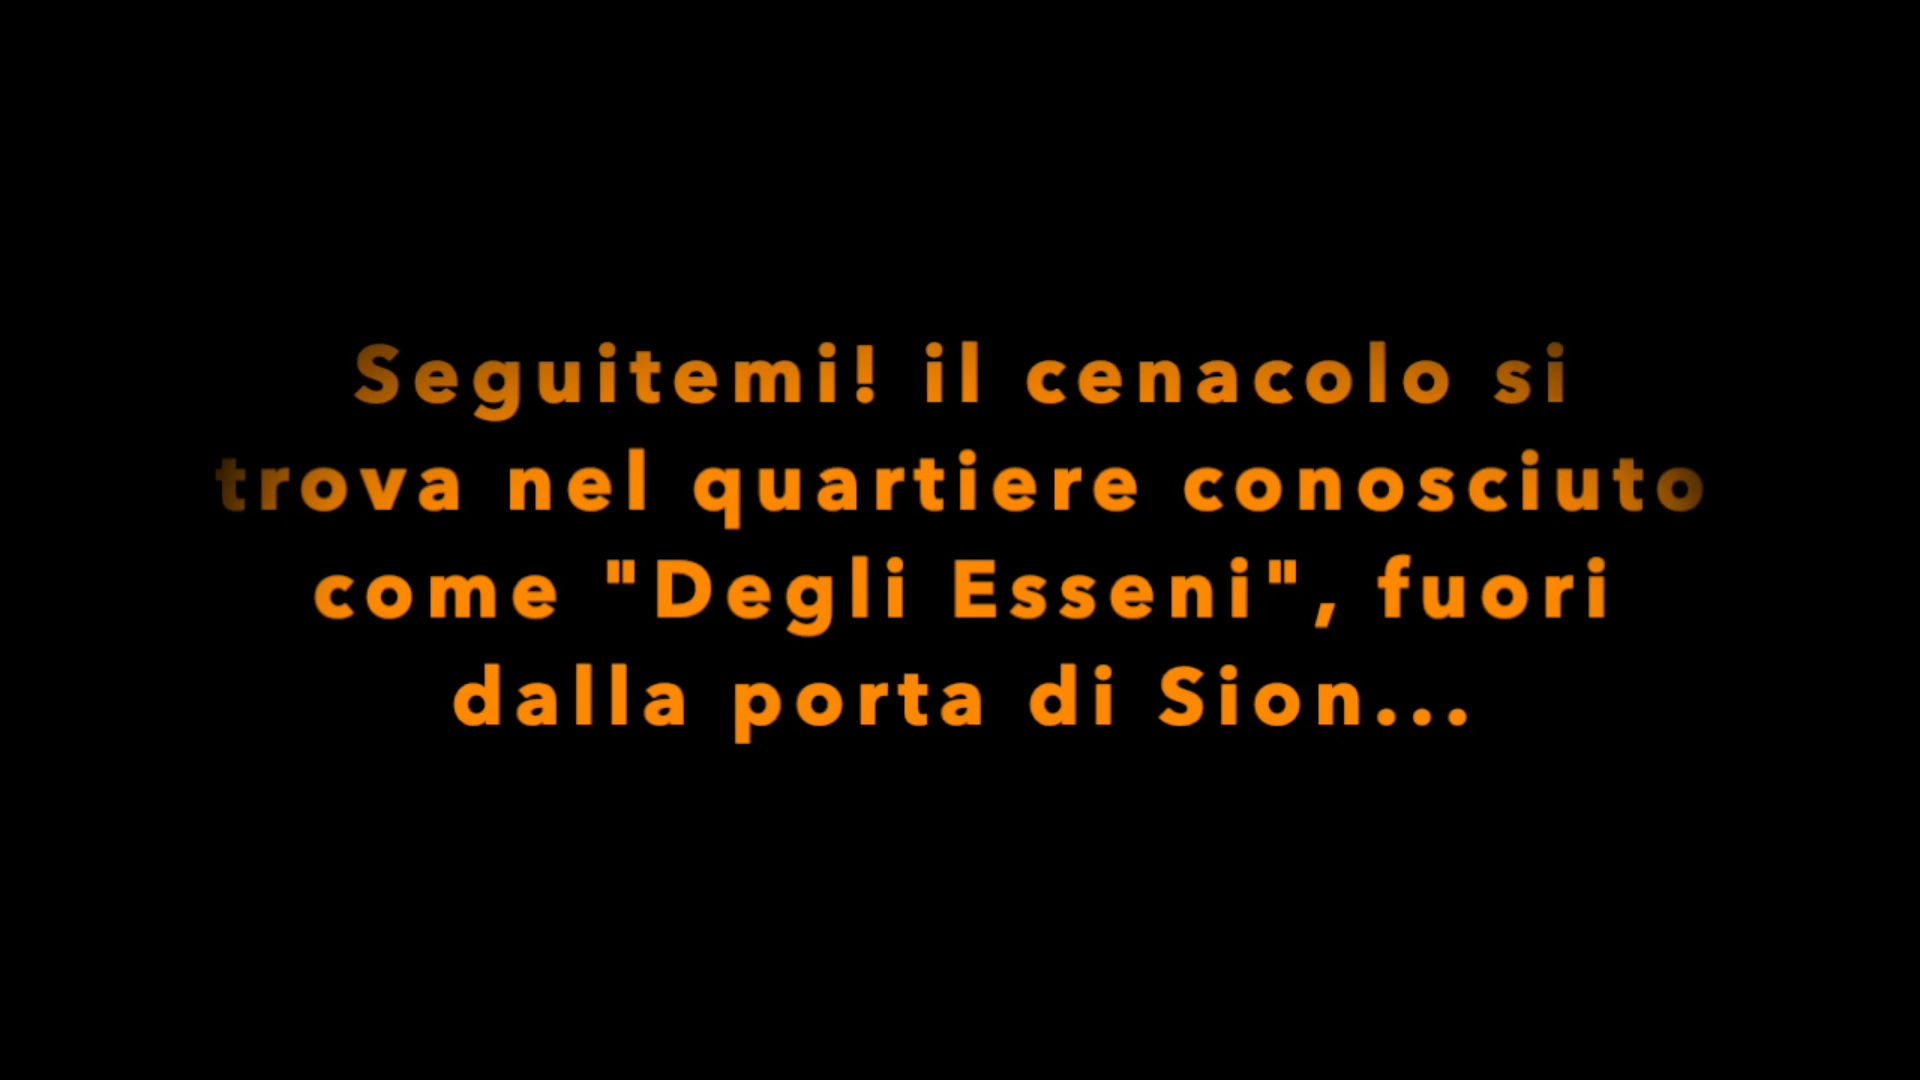 Seguitemi! il cenacolo si
trova nel quartiere conosciuto
come "Degli Esseni", fuori
dalla porta di Sion...